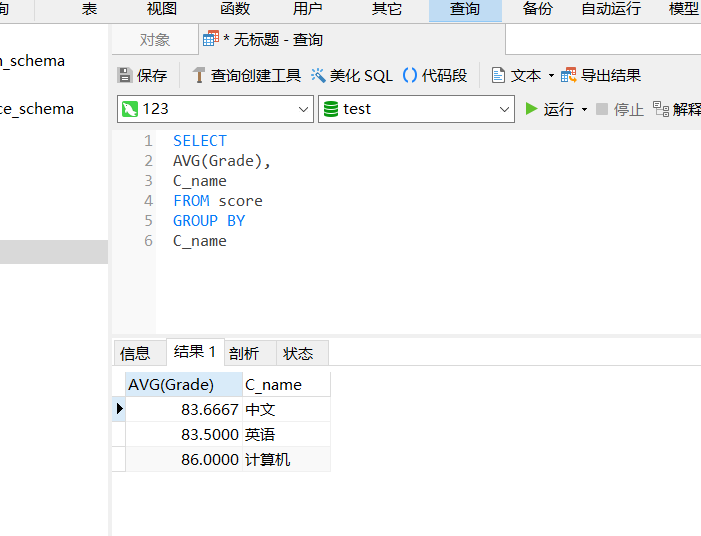 询 表 视图 函数 用户 其它 查询 备份 自动运行 模型
对象 * 无标题 - 查询
n_schema
保存 查询创建工具 美化 SQL 代码段 文本 导出结果
ce_schema
123 test 运行 停止 解释
1 SELECT
2 AVG(Grade),
3 C_name
4 FROM score
5 GROUP BY
6 C_name
信息 结果 1 剖析 状态
AVG(Grade) C_name
83.6667 中文
83.5000 英语
86.0000 计算机